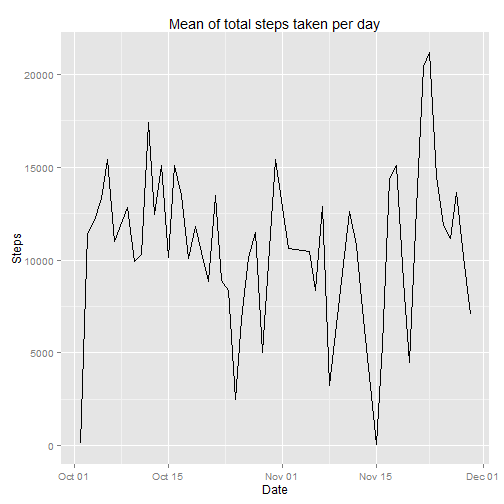 Mean of total steps taken per day
20000
15000
10000
5000
0
Steps
Oct 01
Oct 15
Nov 01
Nov 15
Dec 01
Date